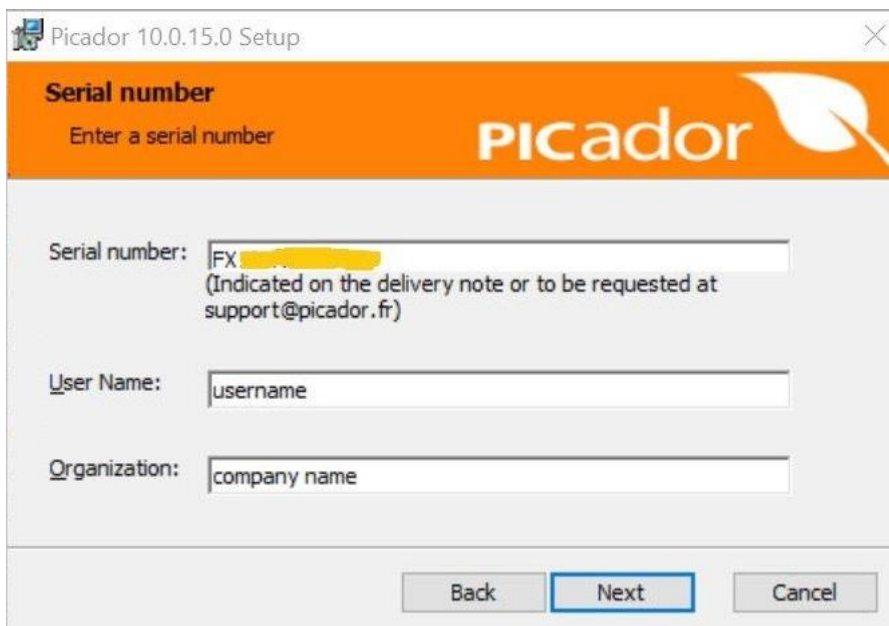 Picador 10.0.15.0 Setup
Serial number
Enter a serial number
PICador
Serial number:
FX
(Indicated on the delivery note or to be requested at
support@picador.fr)
User Name:
username
Organization:
company name
Back
Next
Cancel